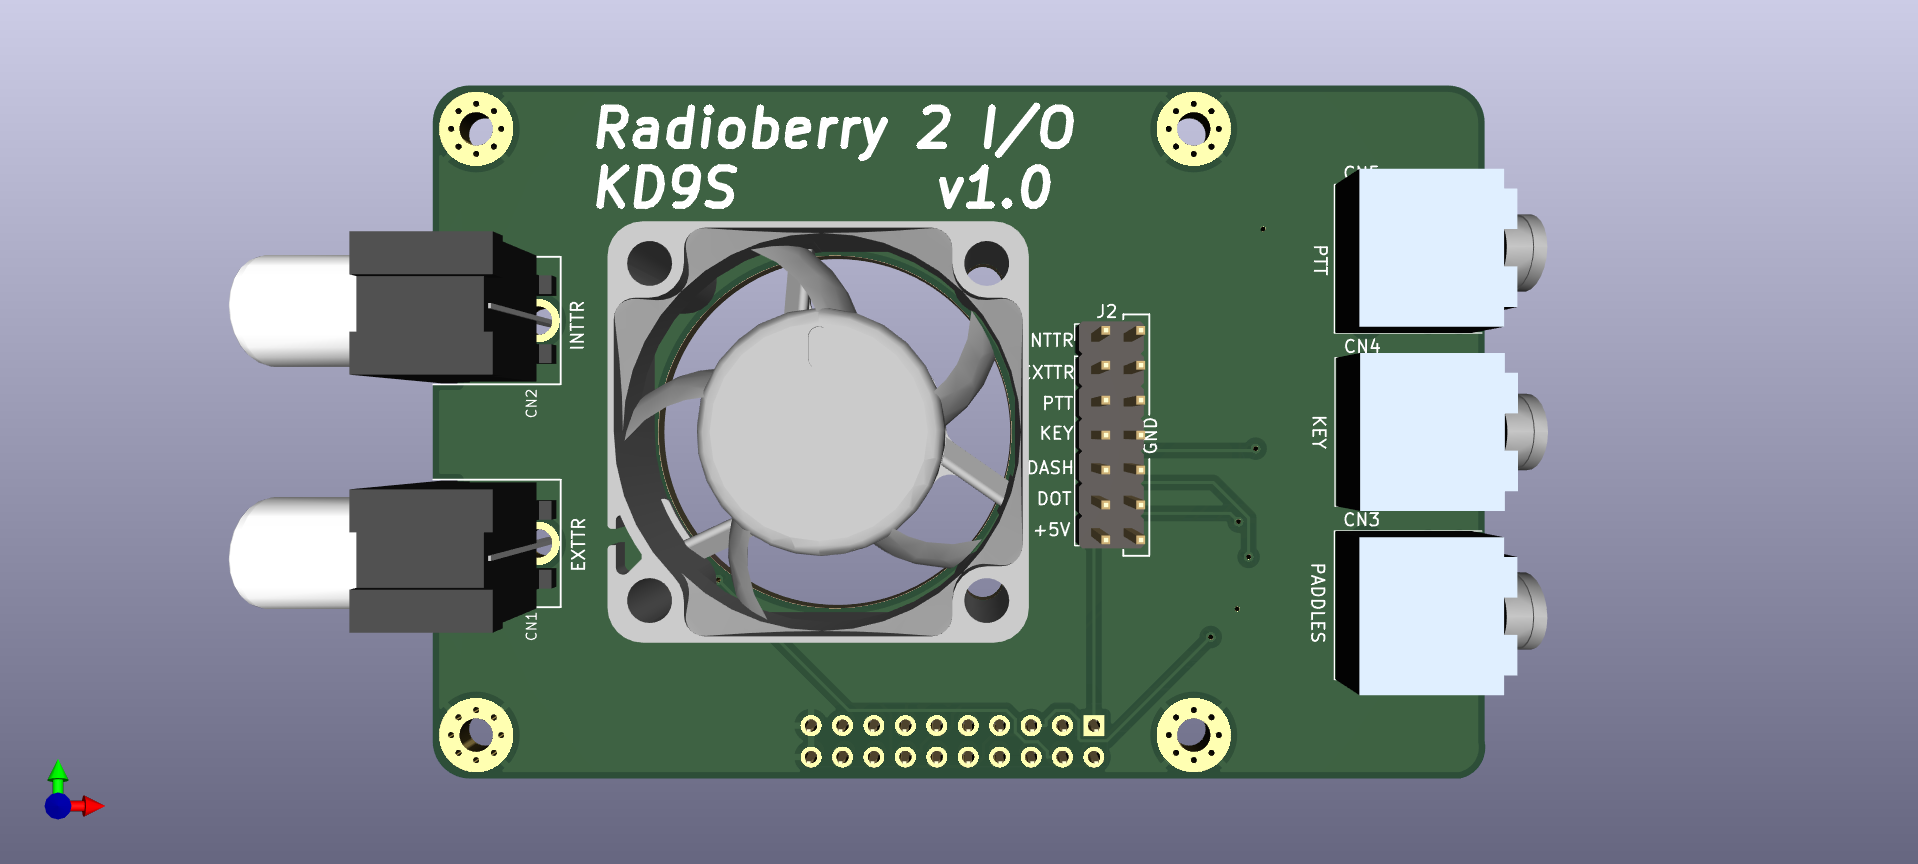 Radioberry 2 I/O
KD9S v1.0
PTT
INTTR
CN2
J2
NTTR
XTTR
PTT
KEY
DASH
DOT
+5V
GND
CN4
KEY
CN3
EXTTR
CN1
PADDLES